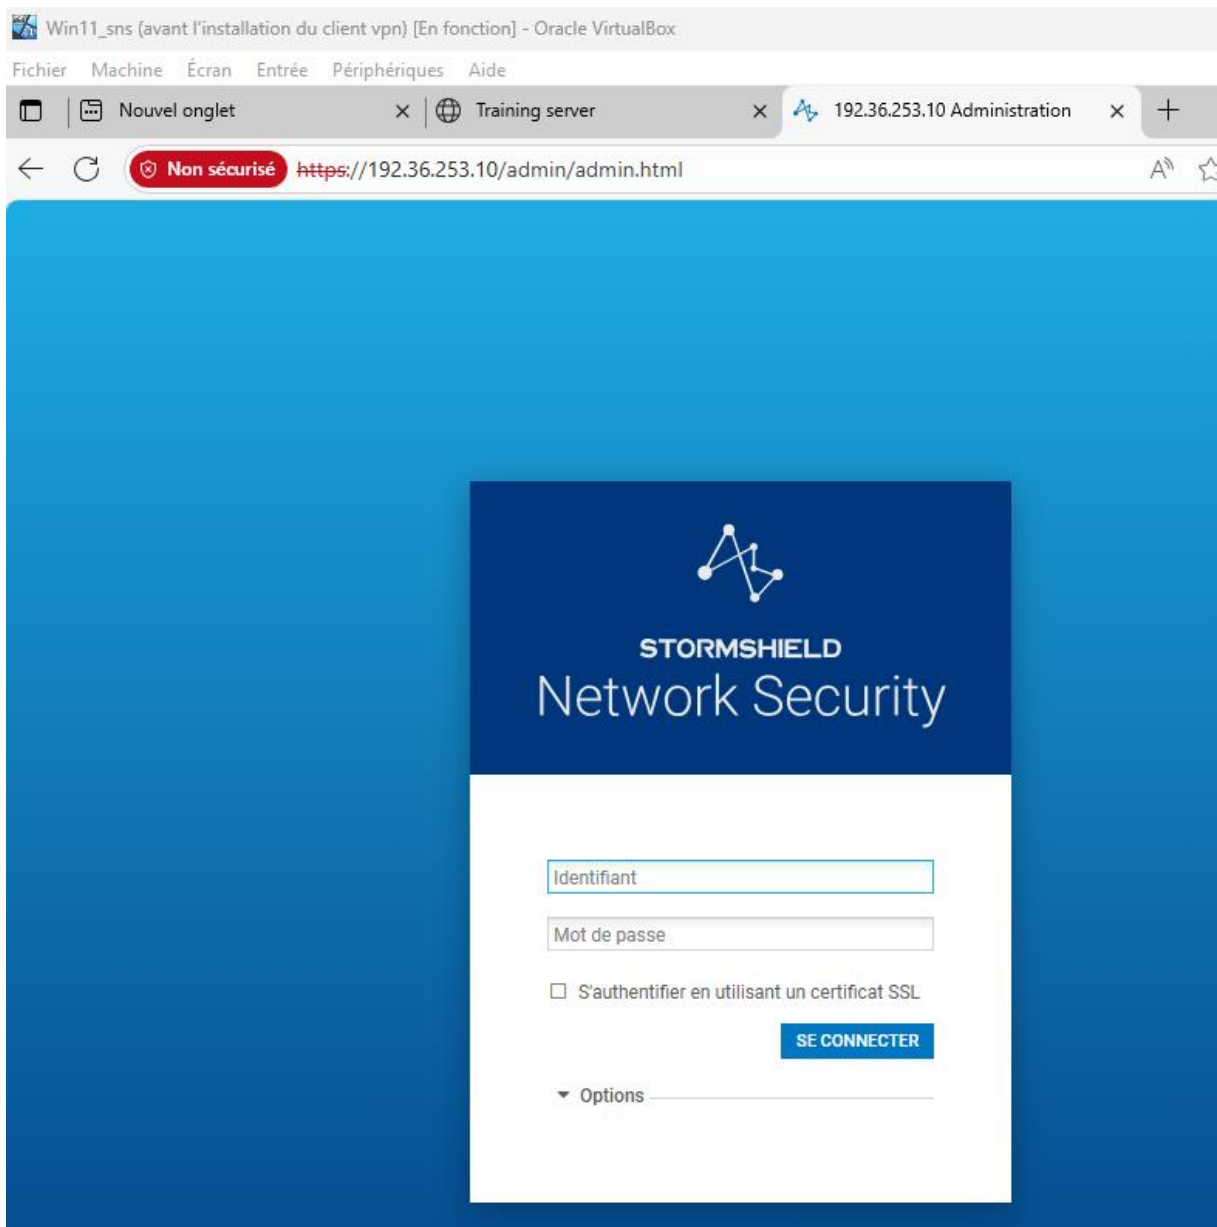 Win11_sns (avant l'installation du client vpn) [En fonction] - Oracle VirtualBox
Fichier Machine Écran Entrée Périphériques Aide
Nouvel onglet Training server 192.36.253.10 Administration
Non sécurisé https://192.36.253.10/admin/admin.html
STORMSHIELD
Network Security
Identifiant
Mot de passe
S'authentifier en utilisant un certificat SSL
SE CONNECTER
Options